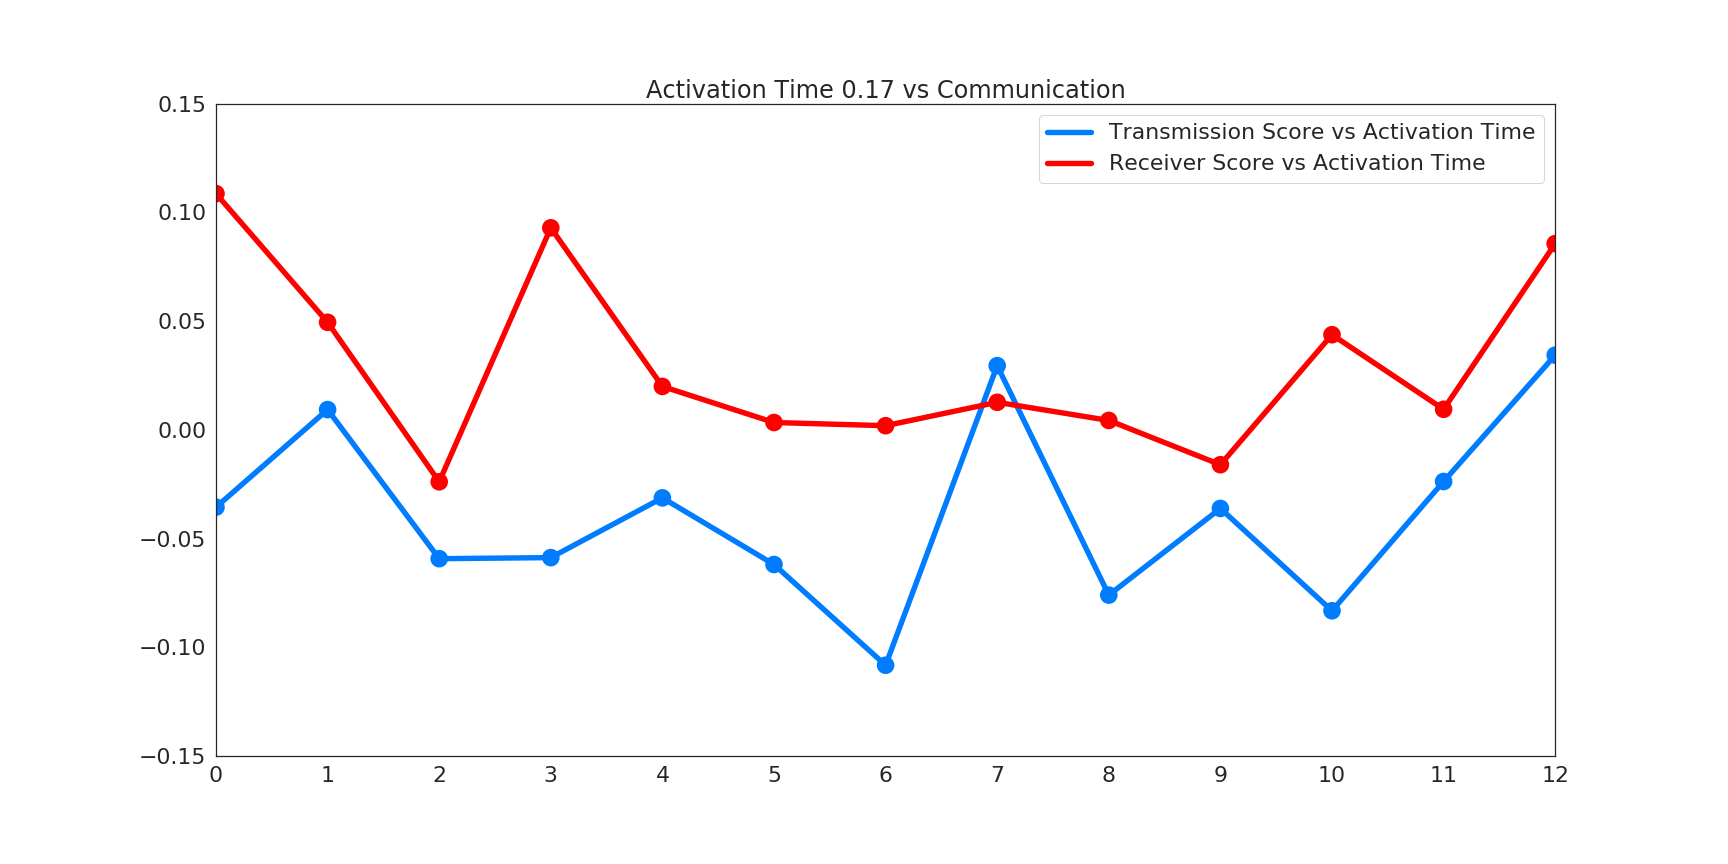 Activation Time 0.17 vs Communication
Transmission Score vs Activation Time
Receiver Score vs Activation Time
0.15
0.10
0.05
0.00
−0.05
−0.10
−0.15
0 1 2 3 4 5 6 7 8 9 10 11 12